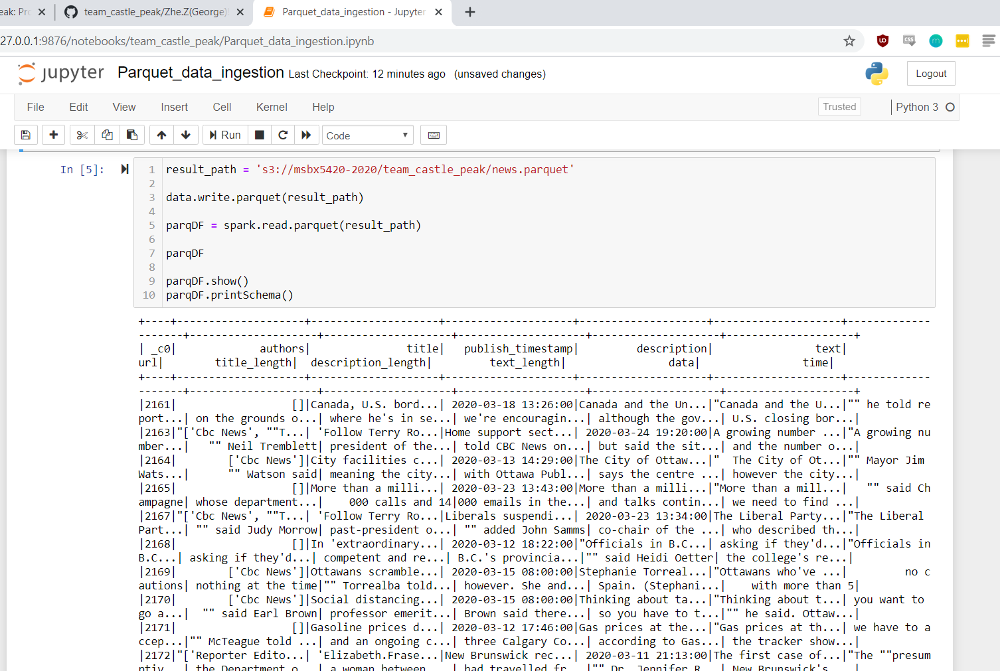 eak: Pro
team_castle_peak/Zhe.Z(George)
Parquet_data_ingestion - Jupyter
27.0.0.1:9876/notebooks/team_castle_peak/Parquet_data_ingestion.ipynb
css
m
jupyter Parquet_data_ingestion Last Checkpoint: 12 minutes ago (unsaved changes)
Logout
File Edit View Insert Cell Kernel Help Trusted Python 3
Run Code
In [5]:
1 result_path = 's3://msbx5420-2020/team_castle_peak/news.parquet'
2
3 data.write.parquet(result_path)
4
5 parqDF = spark.read.parquet(result_path)
6
7 parqDF
8
9 parqDF.show()
10 parqDF.printSchema()
+----+--------------------+--------------------+--------------------+--------------------+--------------------+-------------
-------+--------------------+--------------------+--------------------+--------------------+--------------------+
| _c0|             authors|               title|   publish_timestamp|         description|                text|
url|        title_length|  description_length|         text_length|                data|                time|
+----+--------------------+--------------------+--------------------+--------------------+--------------------+-------------
-------+--------------------+--------------------+--------------------+--------------------+--------------------+
|2161|                  []|Canada, U.S. bord...| 2020-03-18 13:26:00|Canada and the Un...|"Canada and the U...|"" he told re
port...| on the grounds o...| where he's in se...| we're encouragin...| although the gov...| U.S. closing bor...|
|2163|"['Cbc News', ""T...| 'Follow Terry Ro...|Home support sect...| 2020-03-24 19:20:00|A growing number ...|"A growing nu
mber...|   "" Neil Tremblett| president of the...| told CBC News on...| but said the sit...| and the number o...|
|2164|        ['Cbc News']|City facilities c...| 2020-03-13 14:29:00|The City of Ottaw...|"  The City of Ot...|"" Mayor Jim
Wats...|      "" Watson said| meaning the city...| with Ottawa Publ...| says the centre ...| however the city...|
|2165|                  []|More than a milli...| 2020-03-23 13:43:00|More than a milli...|"More than a mill...|   "" said Ch
ampagne| whose department...|    000 calls and 14|000 emails in the...| and talks contin...| we need to find ...|
|2167|"['Cbc News', ""T...| 'Follow Terry Ro...|Liberals suspendi...| 2020-03-23 13:34:00|The Liberal Party...|"The Liberal
Part...| "" said Judy Morrow| past-president o...| "" added John Samms| co-chair of the ...| who described th...|
|2168|                  []|In 'extraordinary...| 2020-03-12 18:22:00|"Officials in B.C...| asking if they'd...|"Officials in
B.C...| asking if they'd...| competent and re...| B.C.'s provincia...|"" said Heidi Oetter| the college's re...|
|2169|        ['Cbc News']|Ottawans scramble...| 2020-03-15 08:00:00|Stephanie Torreal...|"Ottawans who've ...|         no c
autions| nothing at the time|"" Torrealba told...| however. She and...| Spain. (Stephani...|    with more than 5|
|2170|        ['Cbc News']|Social distancing...| 2020-03-15 08:00:00|Thinking about ta...|"Thinking about t...| you want to
go a...|  "" said Earl Brown| professor emerit...| Brown said there...| so you have to t...|"" he said. Ottaw...|
|2171|                  []|Gasoline prices d...| 2020-03-12 17:46:00|Gas prices at the...|"Gas prices at th...| we have to a
ccep...|"" McTeague told ...| and an ongoing c...| three Calgary Co...| according to Gas...| the tracker show...|
|2172|"['Reporter Edito...| 'Elizabeth.Frase...|New Brunswick rec...| 2020-03-11 21:13:00|The first case of...|"The ""presum
ptiv...| the Department o...| a woman between ...| had travelled fr...|"" Dr. Jennifer R...| New Brunswick's ...|